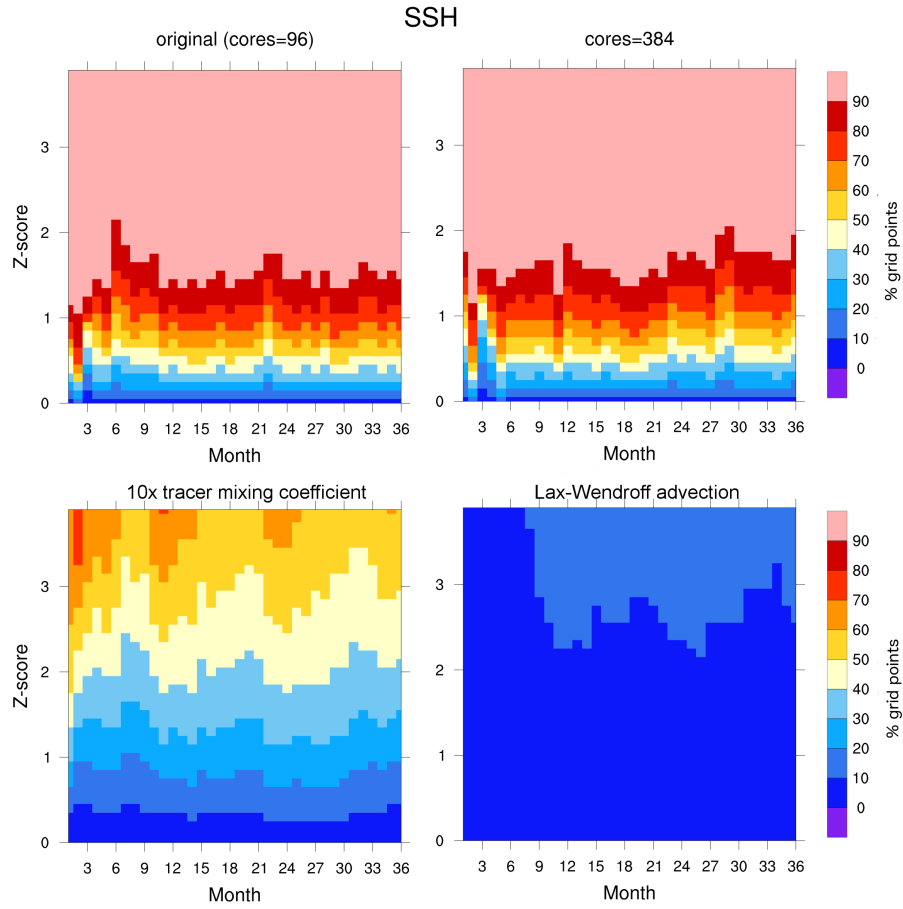 SSH
original (cores=96)
cores=384
Z-score
3
2
1
0
3 6 9 12 15 18 21 24 27 30 33 36
Month
3
2
1
0
3 6 9 12 15 18 21 24 27 30 33 36
Month
90
80
70
60
50
40
30
20
10
0
% grid points
10x tracer mixing coefficient
Lax-Wendroff advection
Z-score
3
2
1
0
3 6 9 12 15 18 21 24 27 30 33 36
Month
3
2
1
0
3 6 9 12 15 18 21 24 27 30 33 36
Month
90
80
70
60
50
40
30
20
10
0
% grid points